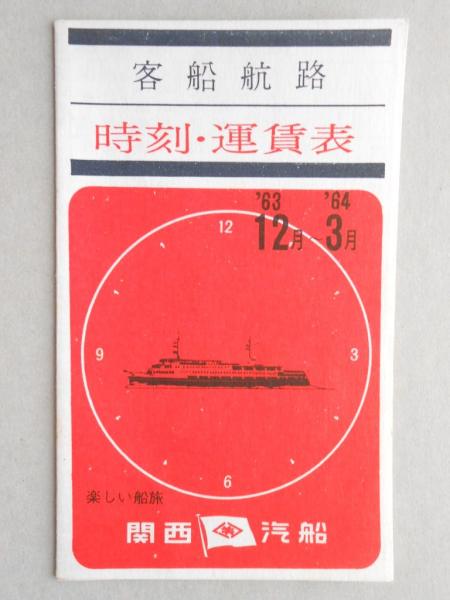 客船航路
時刻・運賃表
'63 '64
12月－3月
12
9 3
6
楽しい船旅
関西 汽船